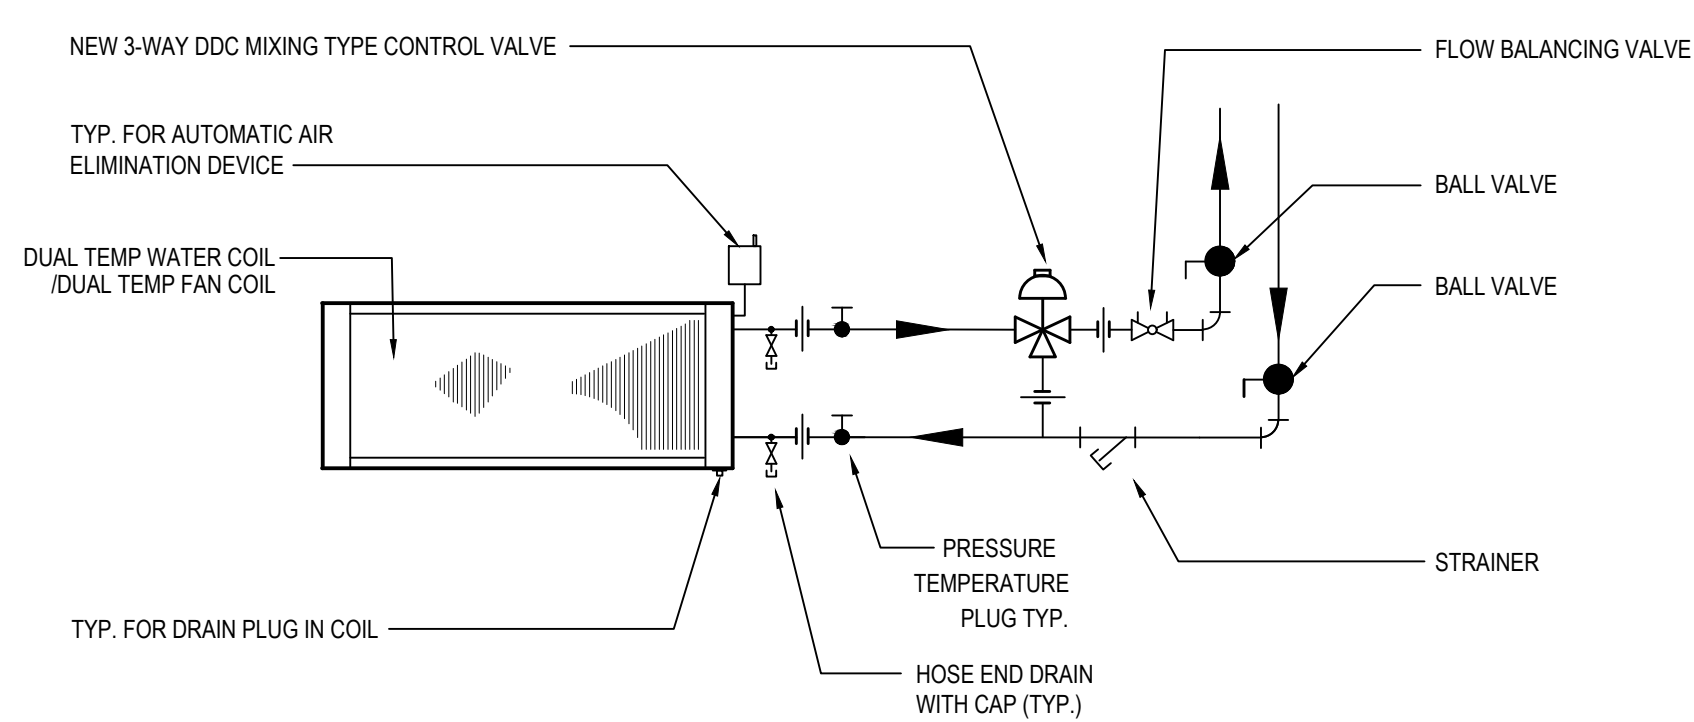 NEW 3-WAY DDC MIXING TYPE CONTROL VALVE
FLOW BALANCING VALVE
TYP. FOR AUTOMATIC AIR
ELIMINATION DEVICE
BALL VALVE
DUAL TEMP WATER COIL
/DUAL TEMP FAN COIL
BALL VALVE
PRESSURE
TEMPERATURE
PLUG TYP.
STRAINER
TYP. FOR DRAIN PLUG IN COIL
HOSE END DRAIN
WITH CAP (TYP.)